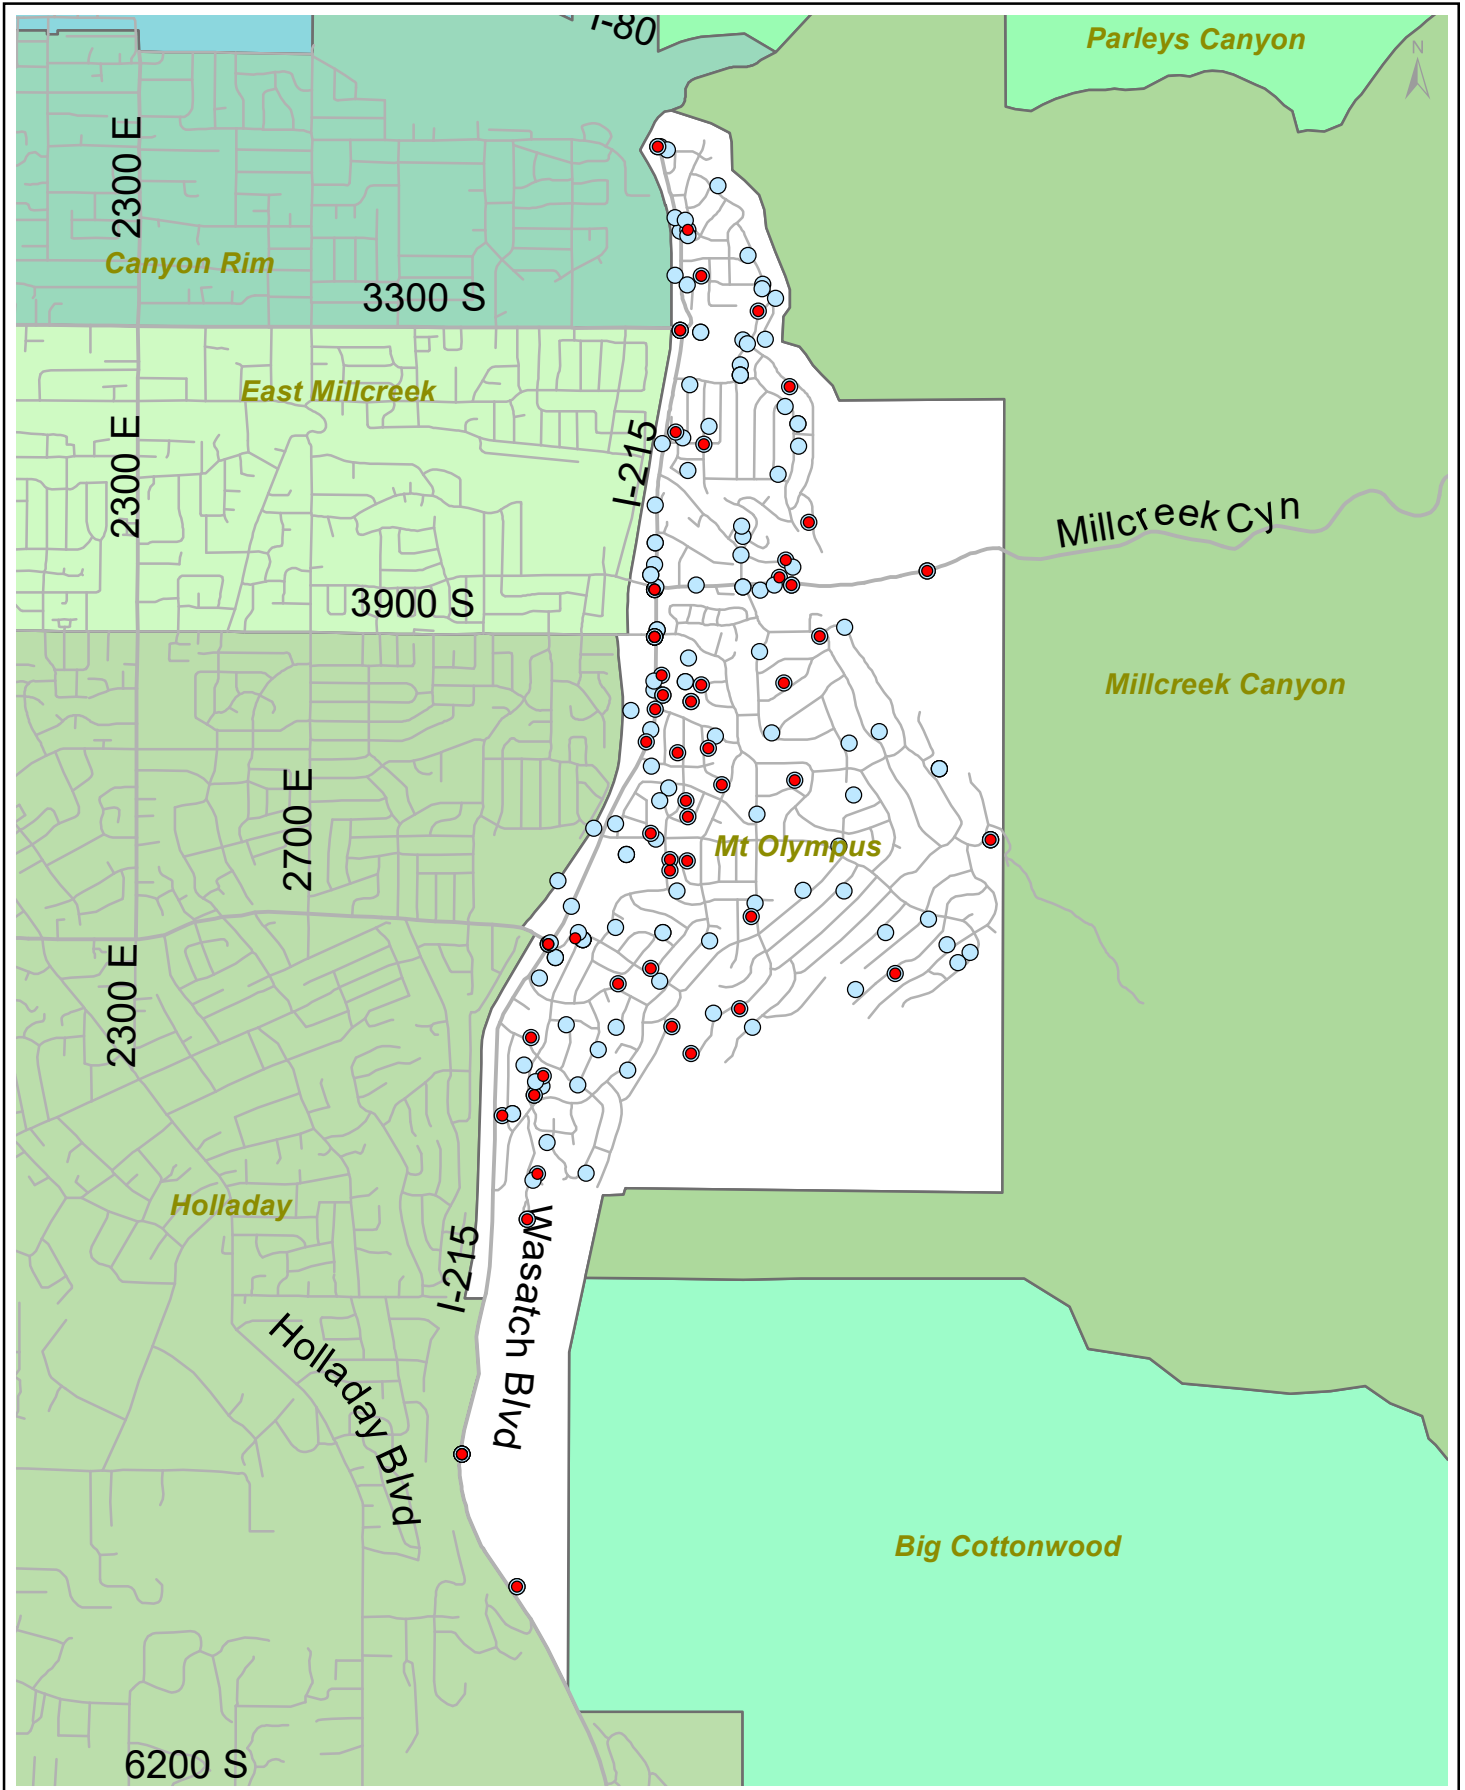 I-80
Parleys Canyon
N
2300 E
Canyon Rim
3300 S
East Millcreek
I-215
2300 E
Millcreek Cyn
3900 S
Millcreek Canyon
2700 E
Mt Olympus
2300 E
Holladay
I-215
Wasatch Blvd
Holladay Blvd
Big Cottonwood
6200 S